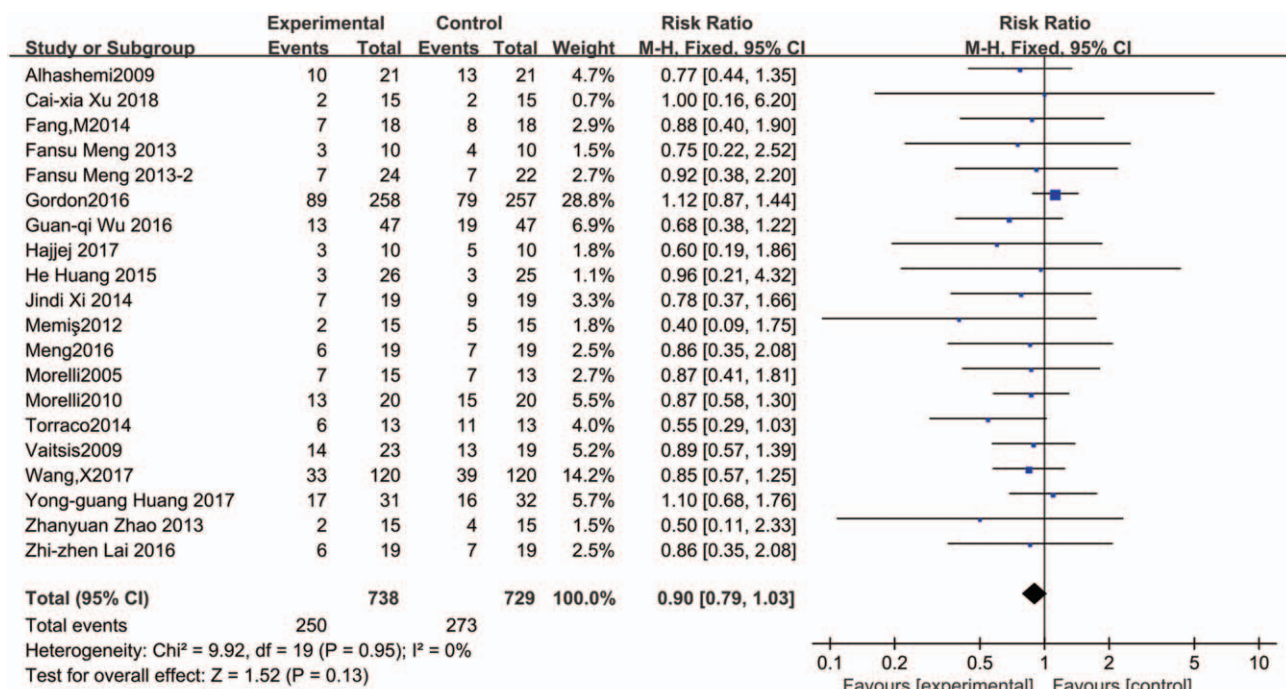 Experimental Control Risk Ratio Risk Ratio
Study or Subgroup Events Total Events Total Weight M-H, Fixed, 95% CI M-H, Fixed, 95% CI
Alhashemi2009 10 21 13 21 4.7% 0.77 [0.44, 1.35]
Cai-xia Xu 2018 2 15 2 15 0.7% 1.00 [0.16, 6.20]
Fang,M2014 7 18 8 18 2.9% 0.88 [0.40, 1.90]
Fansu Meng 2013 3 10 4 10 1.5% 0.75 [0.22, 2.52]
Fansu Meng 2013-2 7 24 7 22 2.7% 0.92 [0.38, 2.20]
Gordon2016 89 258 79 257 28.8% 1.12 [0.87, 1.44]
Guan-qi Wu 2016 13 47 19 47 6.9% 0.68 [0.38, 1.22]
Hajjej 2017 3 10 5 10 1.8% 0.60 [0.19, 1.86]
He Huang 2015 3 26 3 25 1.1% 0.96 [0.21, 4.32]
Jindi Xi 2014 7 19 9 19 3.3% 0.78 [0.37, 1.66]
Memiş2012 2 15 5 15 1.8% 0.40 [0.09, 1.75]
Meng2016 6 19 7 19 2.5% 0.86 [0.35, 2.08]
Morelli2005 7 15 7 13 2.7% 0.87 [0.41, 1.81]
Morelli2010 13 20 15 20 5.5% 0.87 [0.58, 1.30]
Torraco2014 6 13 11 13 4.0% 0.55 [0.29, 1.03]
Vaitsis2009 14 23 13 19 5.2% 0.89 [0.57, 1.39]
Wang,X2017 33 120 39 120 14.2% 0.85 [0.57, 1.25]
Yong-guang Huang 2017 17 31 16 32 5.7% 1.10 [0.68, 1.76]
Zhanyuan Zhao 2013 2 15 4 15 1.5% 0.50 [0.11, 2.33]
Zhi-zhen Lai 2016 6 19 7 19 2.5% 0.86 [0.35, 2.08]
Total (95% CI) 738 729 100.0% 0.90 [0.79, 1.03]
Total events 250 273
Heterogeneity: Chi² = 9.92, df = 19 (P = 0.95); I² = 0%
Test for overall effect: Z = 1.52 (P = 0.13)
0.1 0.2 0.5 1 2 5 10
Favours [experimental] Favours [control]